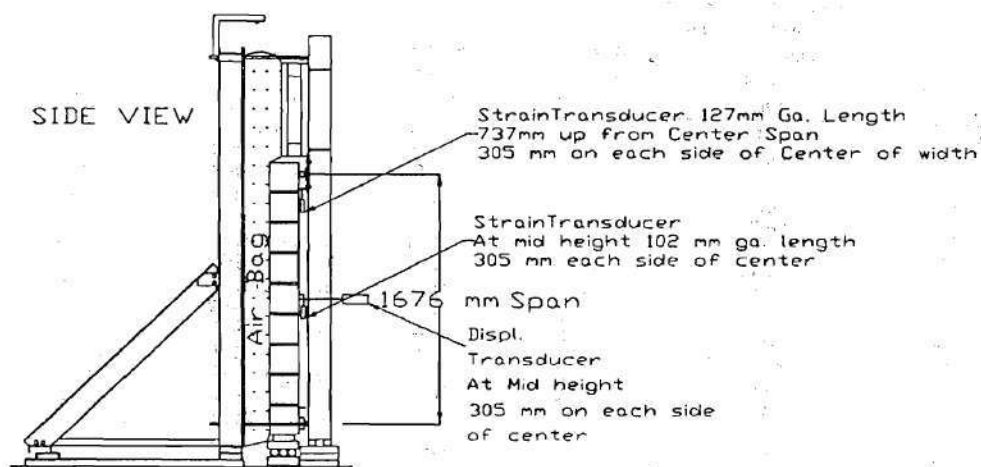 SIDE VIEW
StrainTransducer 127mm Ga. Length
737mm up from Center Span
305 mm on each side of Center of width
StrainTransducer
At mid height 102 mm ga. length
305 mm each side of center
Air Bag
1676 mm Span
Displ.
Transducer
At Mid height
305 mm on each side
of center